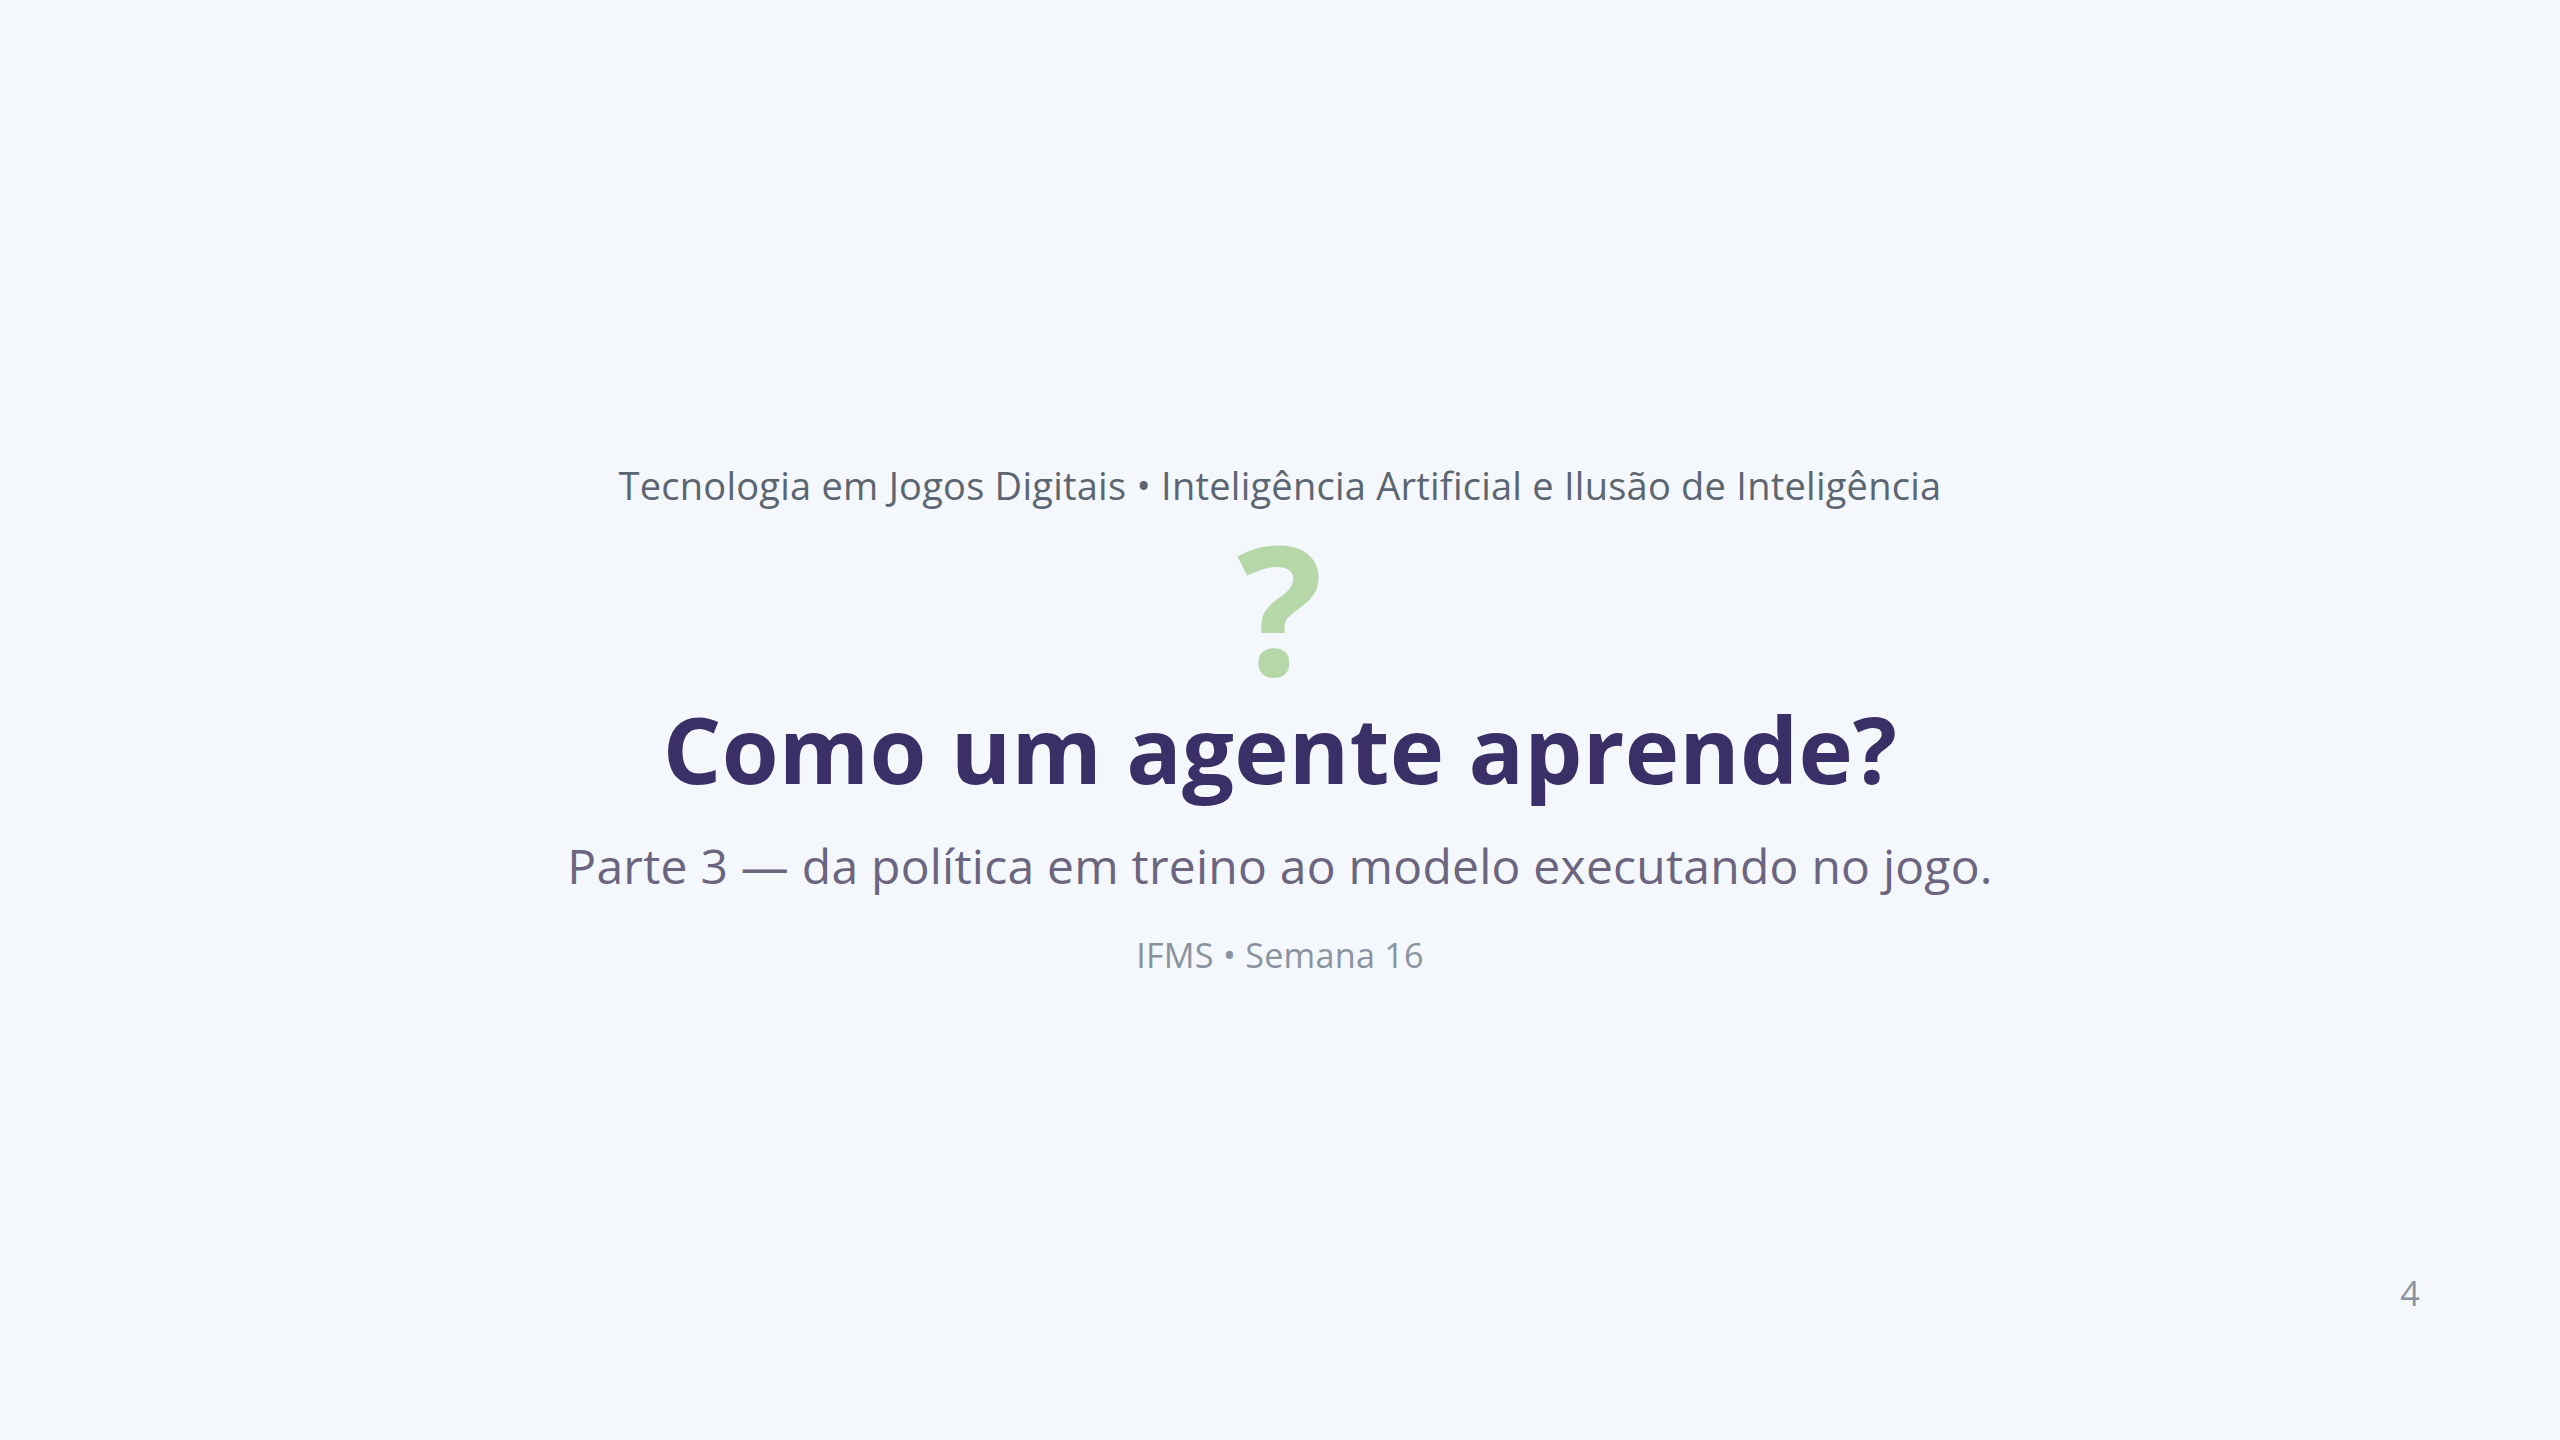 Tecnologia em Jogos Digitais • Inteligência Artificial e Ilusão de Inteligência
?
Como um agente aprende?
Parte 3 — da política em treino ao modelo executando no jogo.
IFMS • Semana 16
4